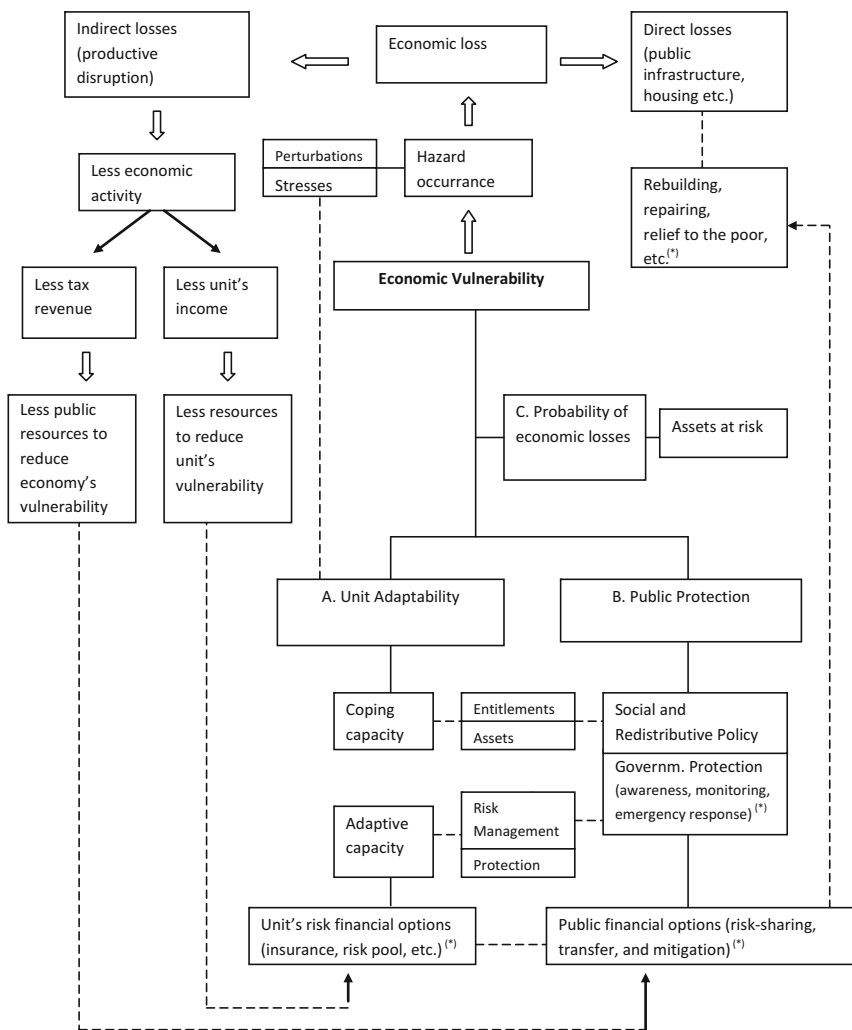 Indirect losses
(productive
disruption)
Economic loss
Direct losses
(public
infrastructure,
housing etc.)
Less economic
activity
Perturbations
Stresses
Hazard
occurrance
Rebuilding,
repairing,
relief to the poor,
etc.(*)
Less tax
revenue
Less unit’s
income
Economic Vulnerability
Less public
resources to
reduce
economy’s
vulnerability
Less resources
to reduce
unit’s
vulnerability
C. Probability of
economic losses
Assets at risk
A. Unit Adaptability
B. Public Protection
Coping
capacity
Entitlements
Assets
Social and
Redistributive Policy
Governm. Protection
(awareness, monitoring,
emergency response) (*)
Adaptive
capacity
Risk
Management
Protection
Unit’s risk financial options
(insurance, risk pool, etc.) (*)
Public financial options (risk-sharing,
transfer, and mitigation) (*)